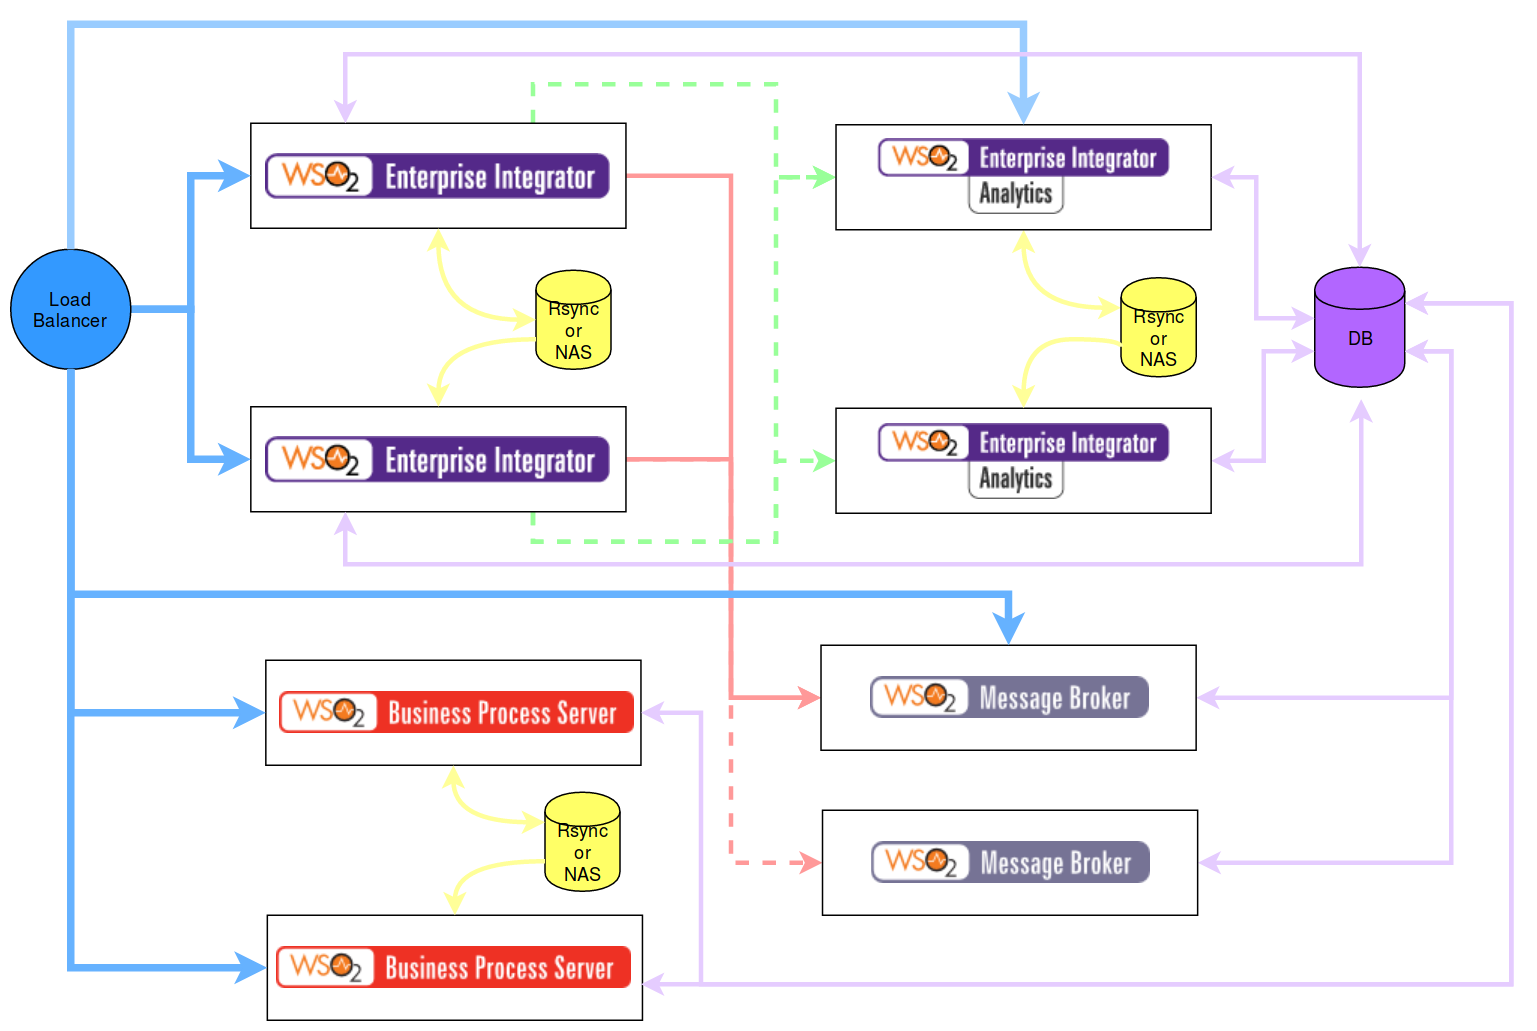 WSO2 Enterprise Integrator
WSO2 Enterprise Integrator
Analytics
Load
Balancer
Rsync
or
NAS
Rsync
or
NAS
DB
WSO2 Enterprise Integrator
WSO2 Enterprise Integrator
Analytics
WSO2 Business Process Server
WSO2 Message Broker
Rsync
or
NAS
WSO2 Message Broker
WSO2 Business Process Server